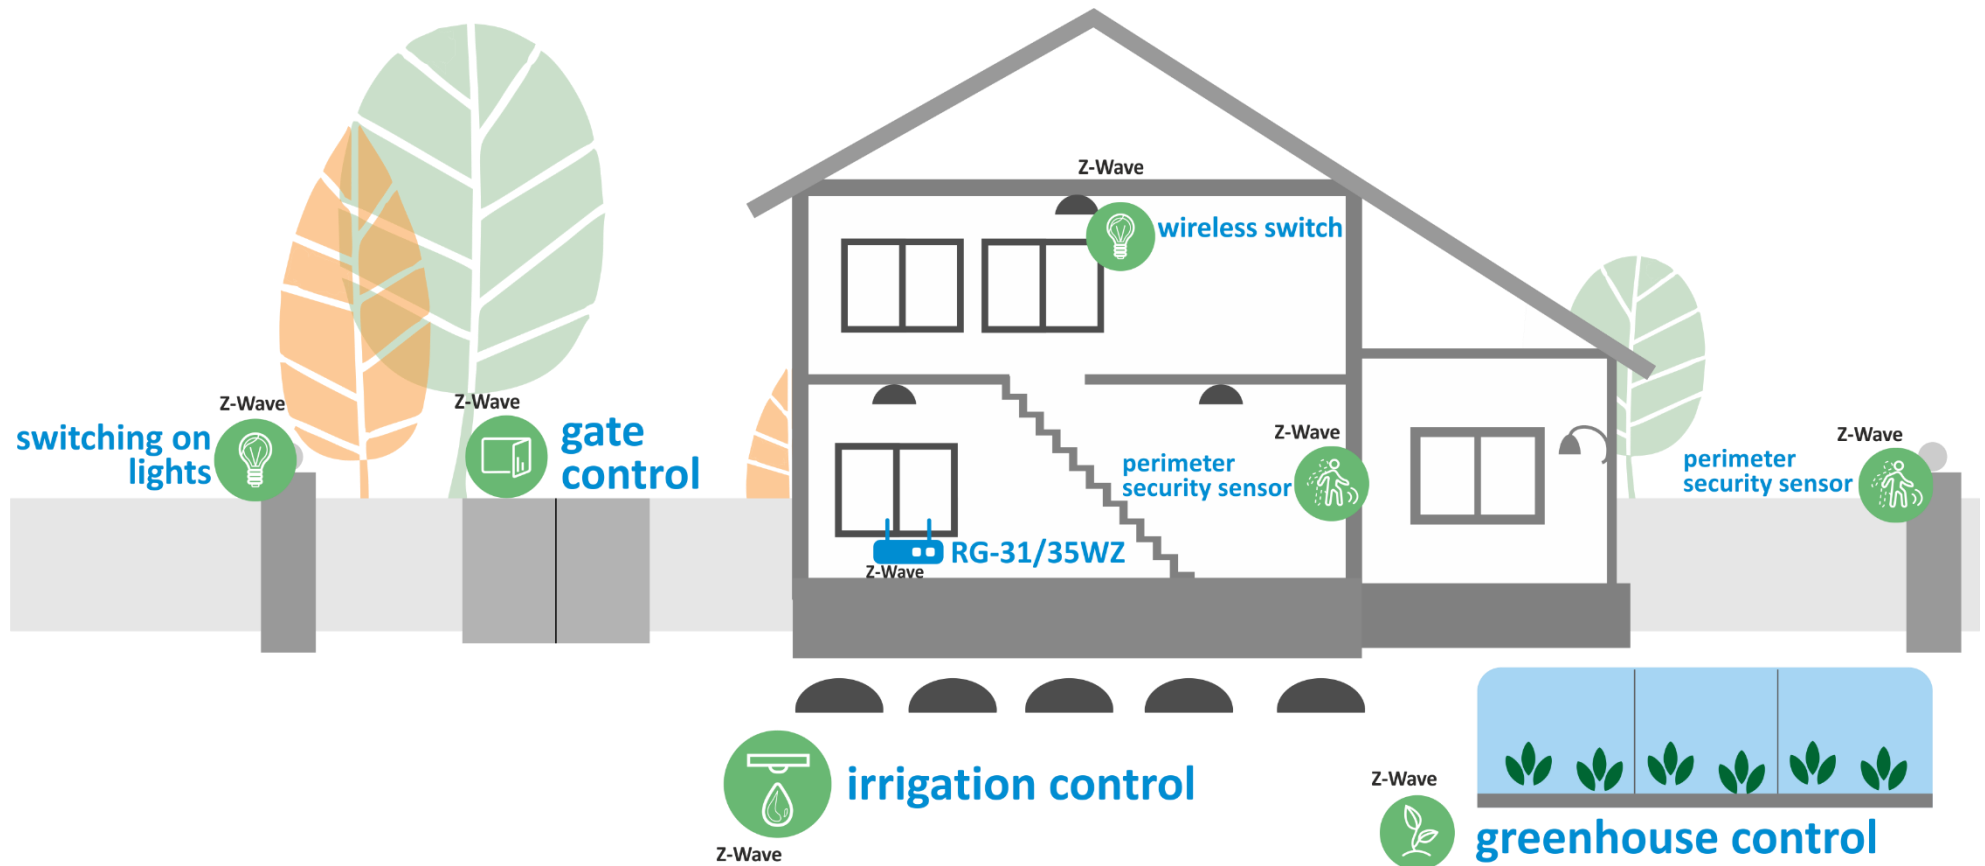 Z-Wave
wireless switch
Z-Wave
switching on
lights
Z-Wave
gate
control
Z-Wave
perimeter
security sensor
Z-Wave
perimeter
security sensor
RG-31/35WZ
Z-Wave
irrigation control
Z-Wave
Z-Wave
greenhouse control